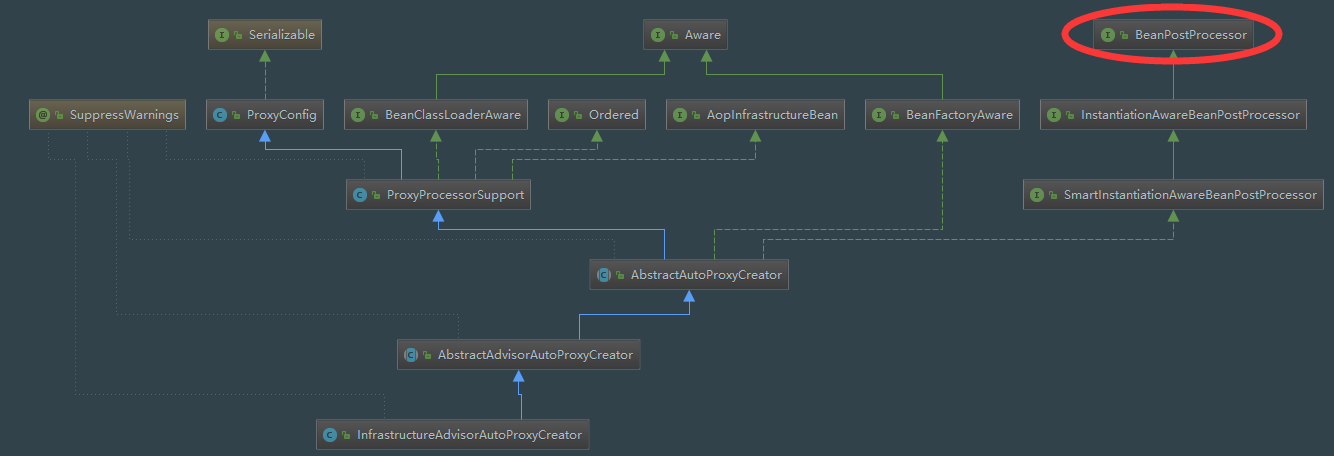 Serializable
Aware
BeanPostProcessor
SuppressWarnings
ProxyConfig
BeanClassLoaderAware
Ordered
AopInfrastructureBean
BeanFactoryAware
InstantiationAwareBeanPostProcessor
ProxyProcessorSupport
SmartInstantiationAwareBeanPostProcessor
AbstractAutoProxyCreator
AbstractAdvisorAutoProxyCreator
InfrastructureAdvisorAutoProxyCreator